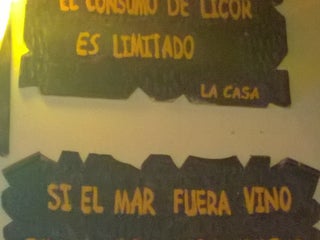 EL CONSUMO DE LICOR
ES LIMITADO
LA CASA
SI EL MAR FUERA VINO